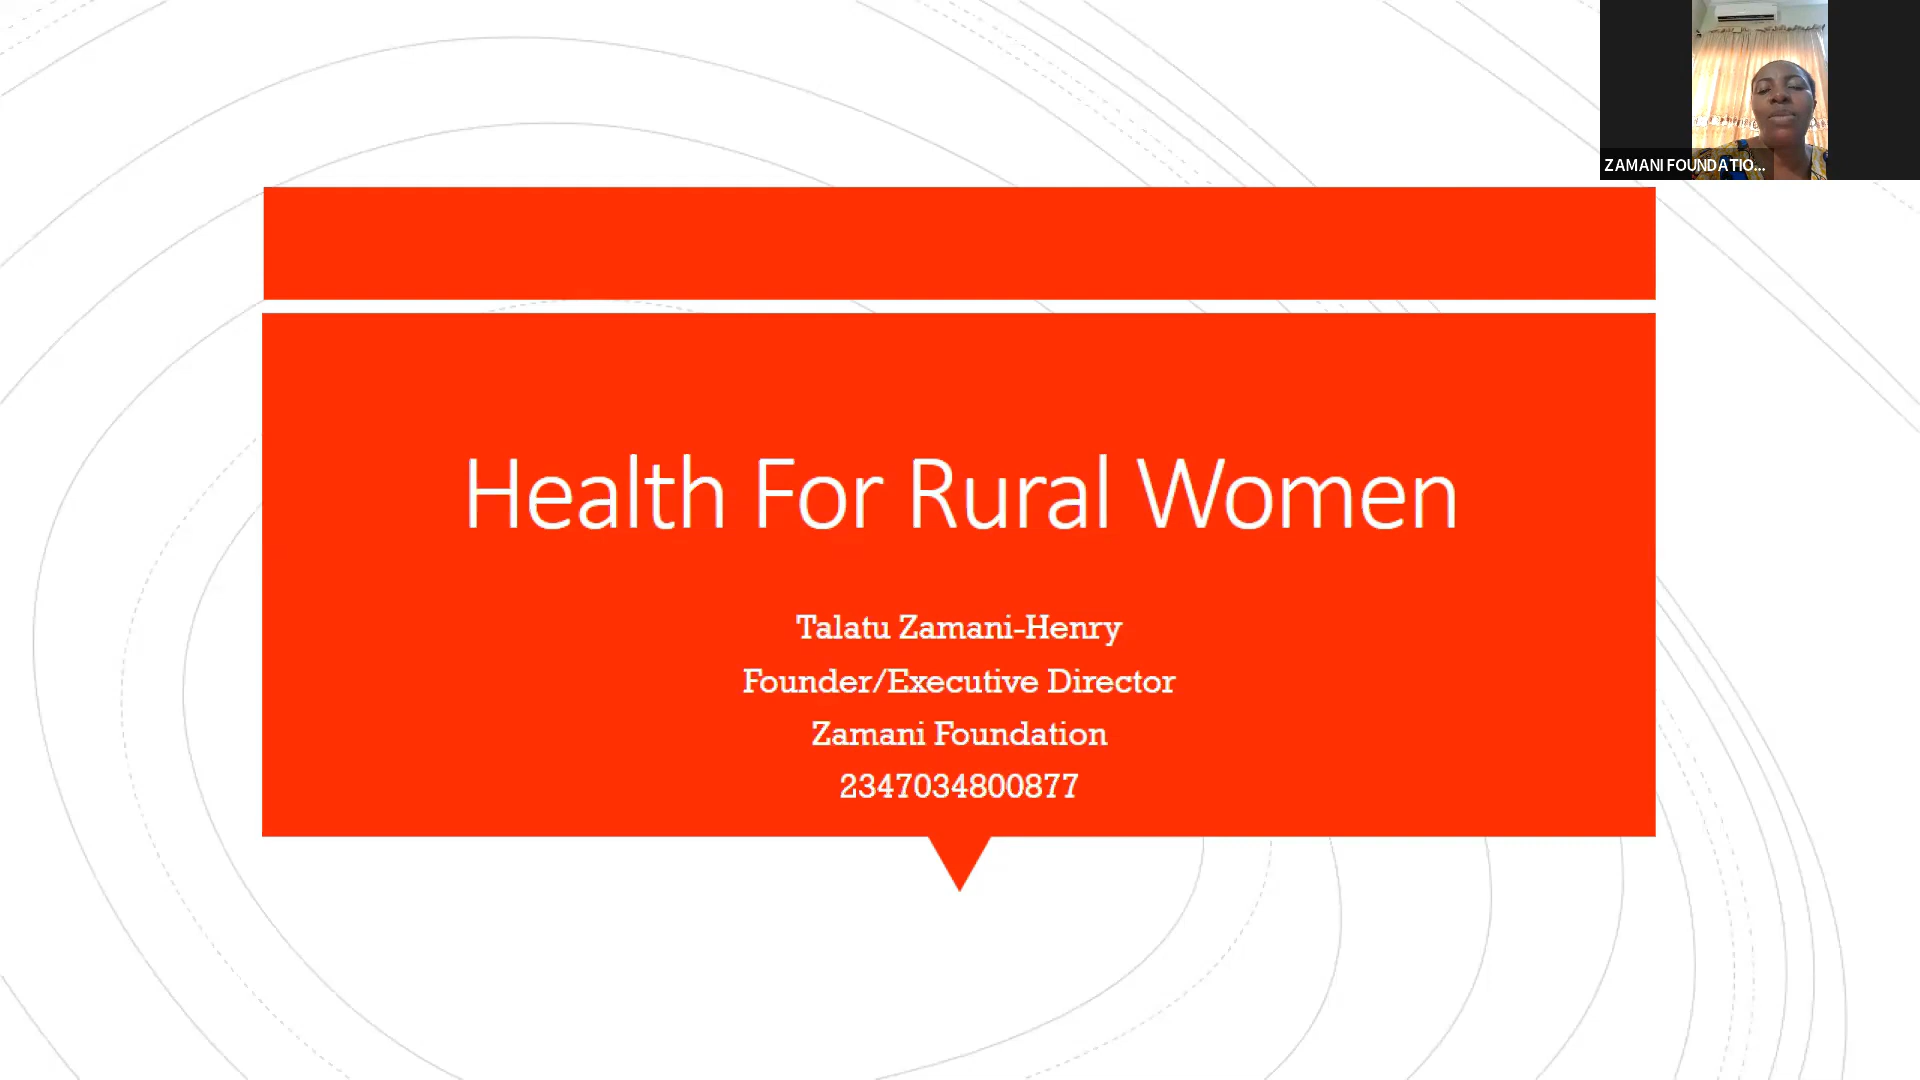 ZAMANI FOUNDATIO...
Health For Rural Women
Talatu Zamani-Henry
Founder/Executive Director
Zamani Foundation
2347034800877